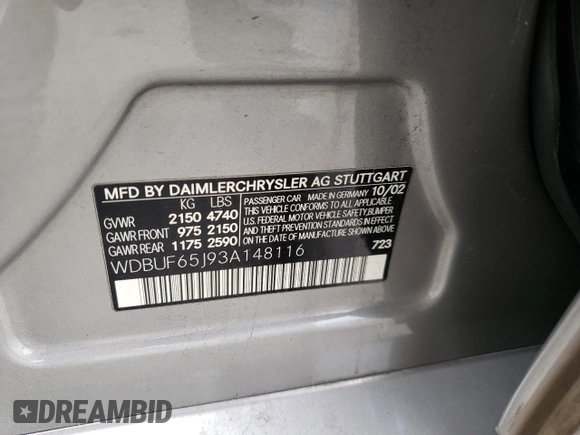 MFD BY DAIMLERCHRYSLER AG STUTTGART
KG LBS
GVWR 2150 4740
GAWR FRONT 975 2150
GAWR REAR 1175 2590
PASSENGER CAR MADE IN GERMANY 10/02
THIS VEHICLE CONFORMS TO ALL APPLICABLE
U.S. FEDERAL MOTOR VEHICLE SAFETY, BUMPER
AND THEFT PREVENTION STANDARDS IN EFFECT
ON THE DATE OF MANUFACTURE SHOWN ABOVE.
WDBUF65J93A148116
723
DREAMBID